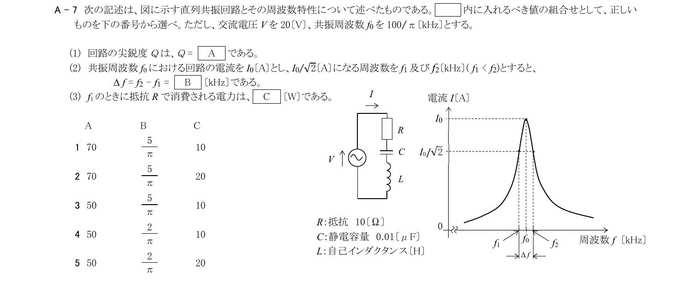 A－7 次の記述は、図に示す直列共振回路とその周波数特性について述べたものである。□内に入れるべき値の組合せとして、正しい
ものを下の番号から選べ。ただし、交流電圧 V を 20[V]、共振周波数 f₀ を 100/π [kHz]とする。
(1) 回路の尖鋭度 Q は、Q＝ A である。
(2) 共振周波数 f₀ における回路の電流を I₀[A]とし、I₀/√2[A]になる周波数を f₁ 及び f₂[kHz]( f₁ < f₂)とすると、
Δf＝f₂－f₁＝ B [kHz]である。
(3) f₁ のときに抵抗 R で消費される電力は、 C [W]である。
A B C
1 70 5/π 10
2 70 5/π 20
3 50 5/π 10
4 50 2/π 10
5 50 2/π 20
I
R
C
L
V
R:抵抗 10[Ω]
C:静電容量 0.01[μF]
L:自己インダクタンス[H]
電流 I[A]
I₀
I₀/√2
0
f₁ f₀ f₂
Δf
周波数 f [kHz]